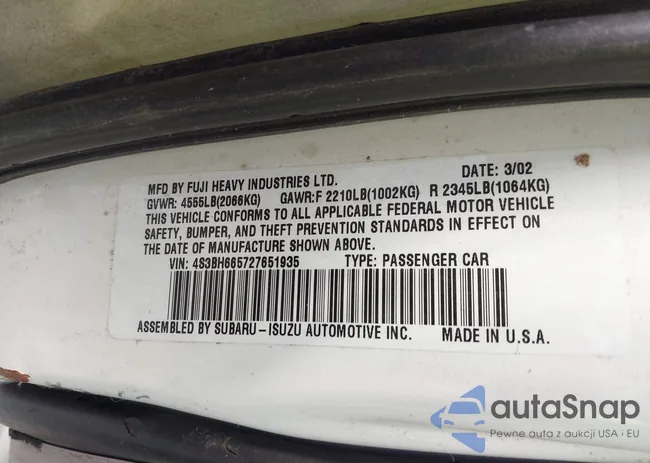 MFD BY FUJI HEAVY INDUSTRIES LTD. DATE: 3/02
GVWR: 4555LB(2066KG) GAWR:F 2210LB(1002KG) R 2345LB(1064KG)
THIS VEHICLE CONFORMS TO ALL APPLICABLE FEDERAL MOTOR VEHICLE
SAFETY, BUMPER, AND THEFT PREVENTION STANDARDS IN EFFECT ON
THE DATE OF MANUFACTURE SHOWN ABOVE.
VIN: 4S3BH665727651935 TYPE: PASSENGER CAR
ASSEMBLED BY SUBARU-ISUZU AUTOMOTIVE INC. MADE IN U.S.A.
autaSnap
Pewne auta z aukcji USA i EU